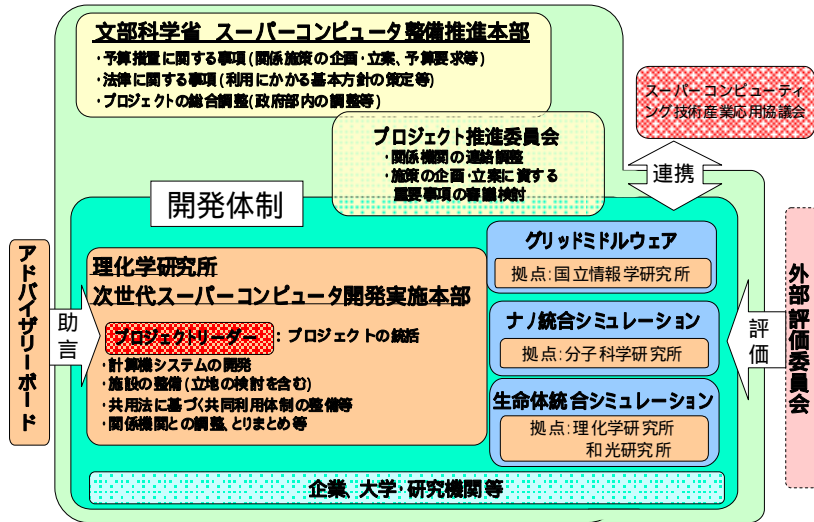 文部科学省 スーパーコンピュータ整備推進本部
・予算措置に関する事項(関係施策の企画・立案、予算要求等)
・法律に関する事項(利用にかかる基本方針の策定等)
・プロジェクトの総合調整(政府部内の調整等)
スーパーコンピューティ
ング技術産業応用協議会
プロジェクト推進委員会
・関係機関の連絡調整
・施策の企画・立案に資する
重要事項の審議検討
連携
開発体制
アドバイザリーボード
助言
理化学研究所
次世代スーパーコンピュータ開発実施本部
プロジェクトリーダー：プロジェクトの統括
・計算機システムの開発
・施設の整備(立地の検討を含む)
・共用法に基づく共同利用体制の整備等
・関係機関との調整、とりまとめ等
グリッドミドルウェア
拠点:国立情報学研究所
ナノ統合シミュレーション
拠点:分子科学研究所
生命体統合シミュレーション
拠点:理化学研究所
和光研究所
評価
外部評価委員会
企業、大学・研究機関等